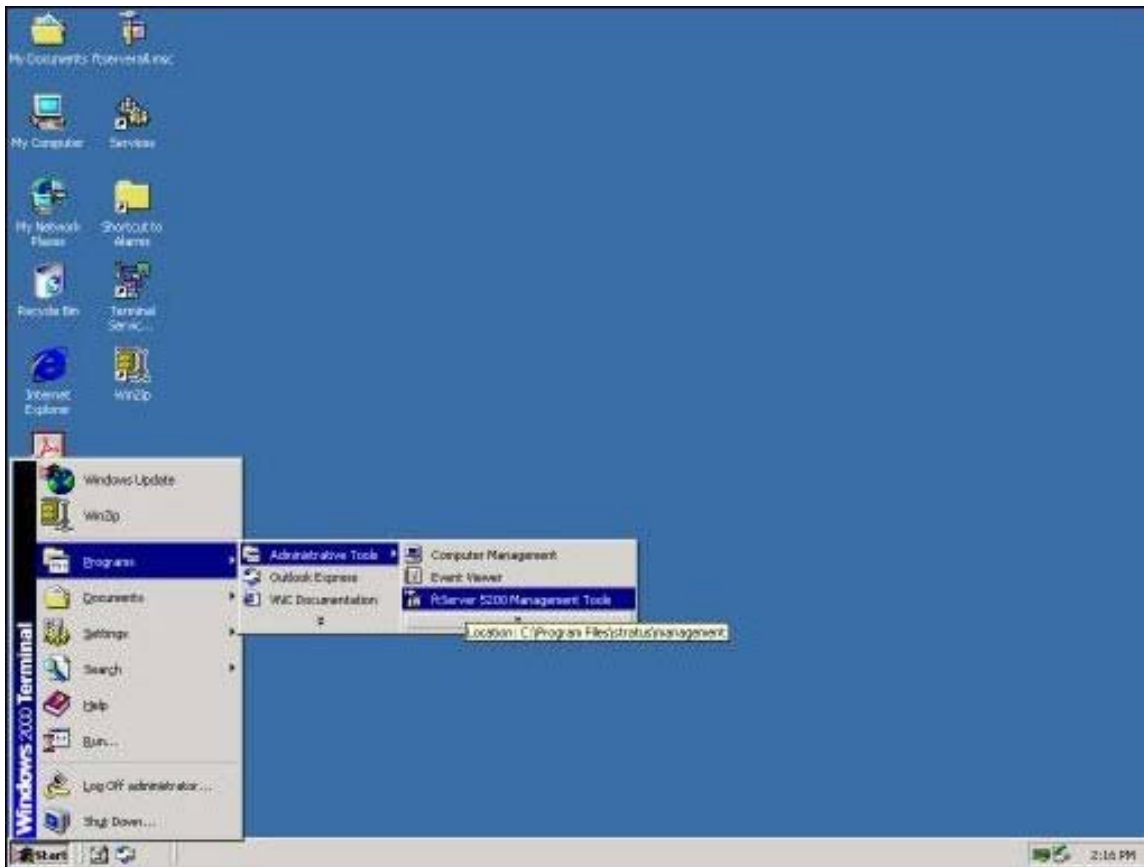 My Documents
ftserverall.msc
My Computer
Services
My Network
Places
Shortcut to
Alarms
Recycle Bin
Terminal
Servic...
Internet
Explorer
WinZip
Windows 2000 Terminal
Windows Update
WinZip
Programs
Documents
Settings
Search
Help
Run...
Log Off administrator...
Shut Down...
Administrative Tools
Outlook Express
VNC Documentation
Computer Management
Event Viewer
ftServer 5200 Management Tools
Location: C:\Program Files\stratus\management
Start
2:16 PM